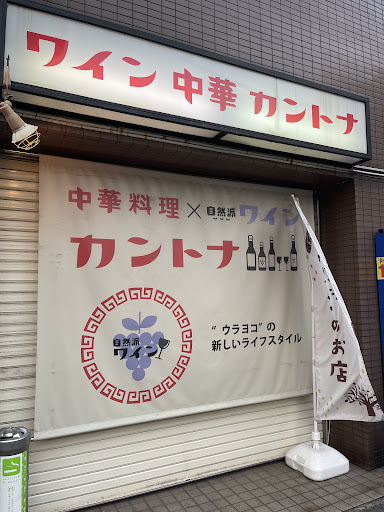 ワイン 中華 カントナ
中華料理×自然派ワイン
カントナ
自然派
ワイン
“ウラヨコ”の
新しいライフスタイル
のお店